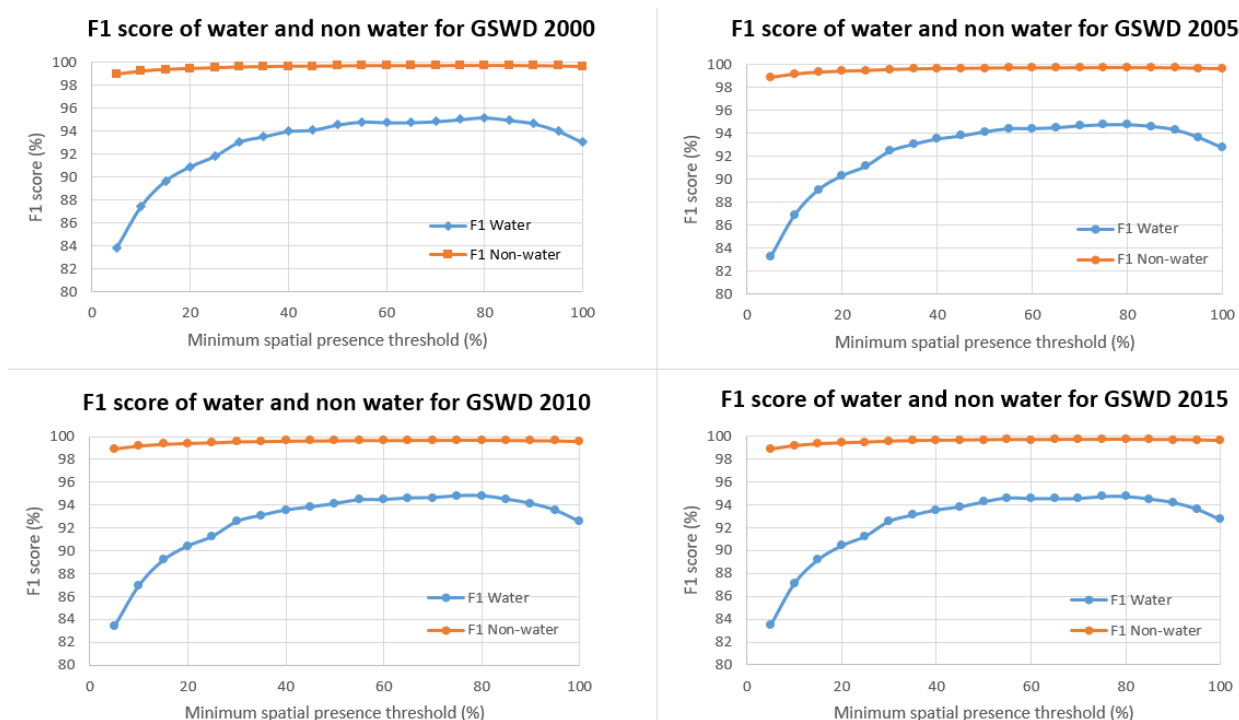 F1 score of water and non water for GSWD 2000
100
98
96
94
92
90
88
86
84
82
80
F1 score (%)
F1 Water
F1 Non-water
0 20 40 60 80 100
Minimum spatial presence threshold (%)
F1 score of water and non water for GSWD 2005
100
98
96
94
92
90
88
86
84
82
80
F1 score (%)
F1 Water
F1 Non-water
0 20 40 60 80 100
Minimum spatial presence threshold (%)
F1 score of water and non water for GSWD 2010
100
98
96
94
92
90
88
86
84
82
80
F1 score (%)
F1 Water
F1 Non-water
0 20 40 60 80 100
Minimum spatial presence threshold (%)
F1 score of water and non water for GSWD 2015
100
98
96
94
92
90
88
86
84
82
80
F1 score (%)
F1 Water
F1 Non-water
0 20 40 60 80 100
Minimum spatial presence threshold (%)